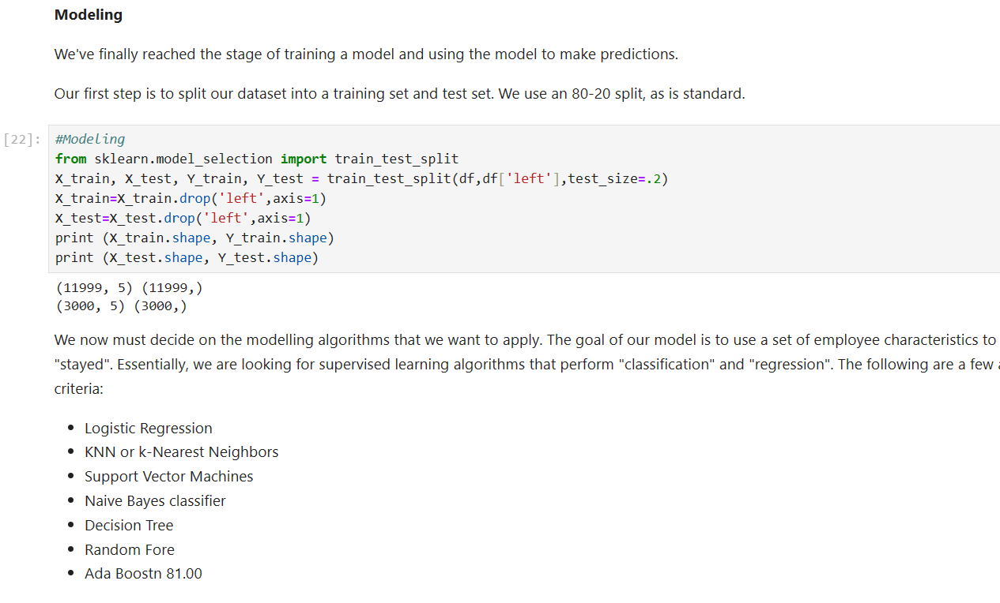 Modeling
We've finally reached the stage of training a model and using the model to make predictions.
Our first step is to split our dataset into a training set and test set. We use an 80-20 split, as is standard.
[22]:
#Modeling
from sklearn.model_selection import train_test_split
X_train, X_test, Y_train, Y_test = train_test_split(df,df['left'],test_size=.2)
X_train=X_train.drop('left',axis=1)
X_test=X_test.drop('left',axis=1)
print (X_train.shape, Y_train.shape)
print (X_test.shape, Y_test.shape)
(11999, 5) (11999,)
(3000, 5) (3000,)
We now must decide on the modelling algorithms that we want to apply. The goal of our model is to use a set of employee characteristics to
"stayed". Essentially, we are looking for supervised learning algorithms that perform "classification" and "regression". The following are a few
criteria:
• Logistic Regression
• KNN or k-Nearest Neighbors
• Support Vector Machines
• Naive Bayes classifier
• Decision Tree
• Random Fore
• Ada Boostn 81.00